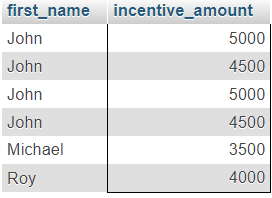 first_name incentive_amount
John 5000
John 4500
John 5000
John 4500
Michael 3500
Roy 4000